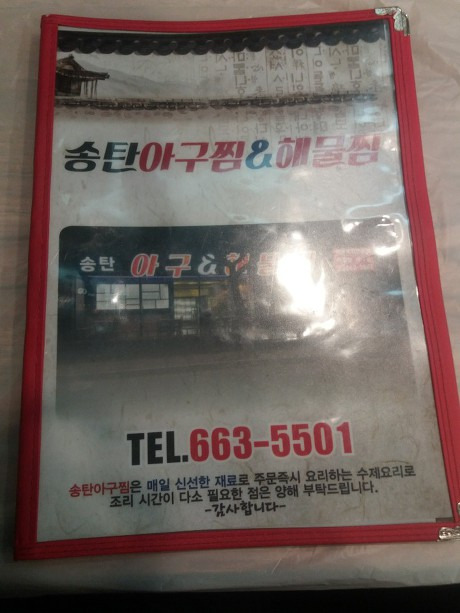 송탄아구찜&해물찜
송탄 아구&해물
TEL.663-5501
송탄아구찜은 매일 신선한 재료로 주문즉시 요리하는 수제요리로
조리 시간이 다소 필요한 점은 양해 부탁드립니다.
-감사합니다-